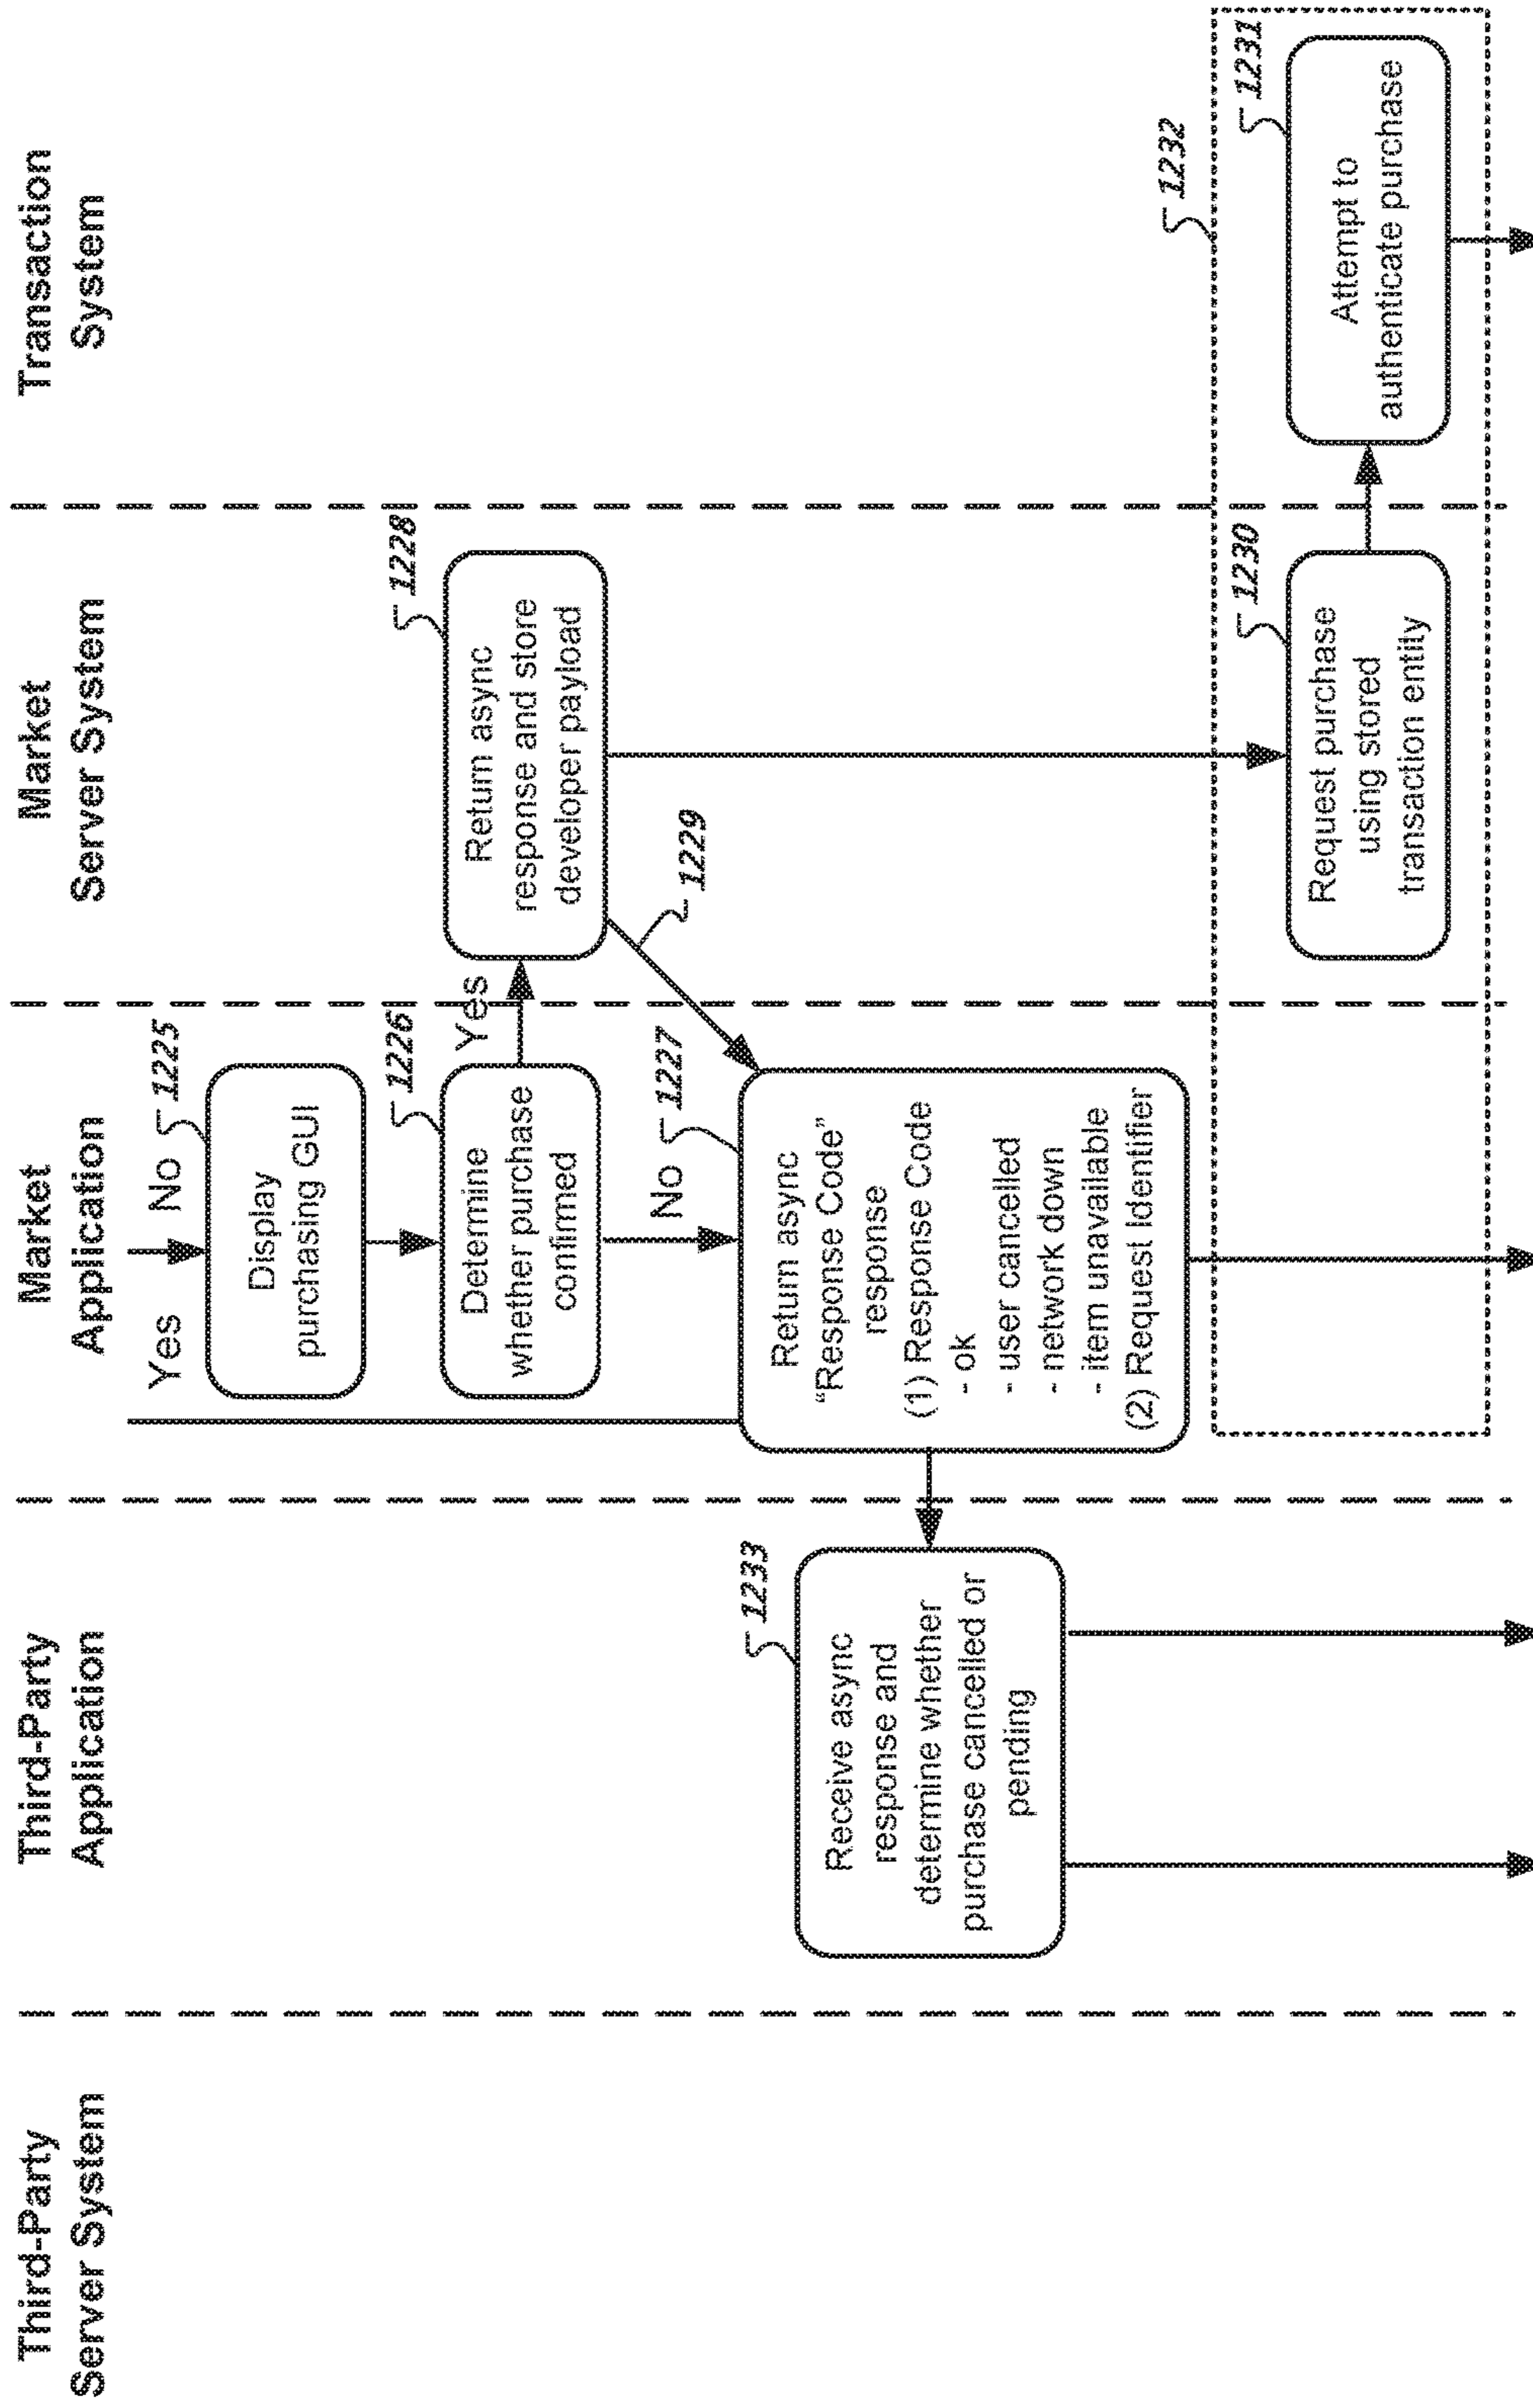 Third-Party
Server System
Third-Party
Application
Market
Application
Market
Server System
Transaction
System
Yes
No
1225
Display
purchasing GUI
1226
Determine
whether purchase
confirmed
Yes
1228
Return async
response and store
developer payload
No
1227
1229
Return async
“Response Code”
response
(1) Response Code
- ok
- user cancelled
- network down
- item unavailable
(2) Request Identifier
1233
Receive async
response and
determine whether
purchase cancelled or
pending
1232
1230
Request purchase
using stored
transaction entity
1231
Attempt to
authenticate purchase